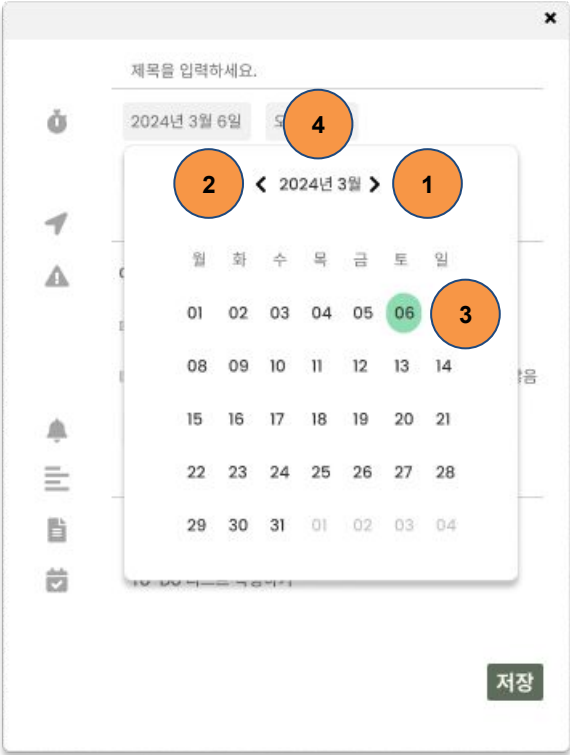 제목을 입력하세요.
2024년 3월 6일
4
2
2024년 3월
1
월 화 수 목 금 토 일
01 02 03 04 05 06
3
08 09 10 11 12 13 14
15 16 17 18 19 20 21
22 23 24 25 26 27 28
29 30 31 01 02 03 04
저장